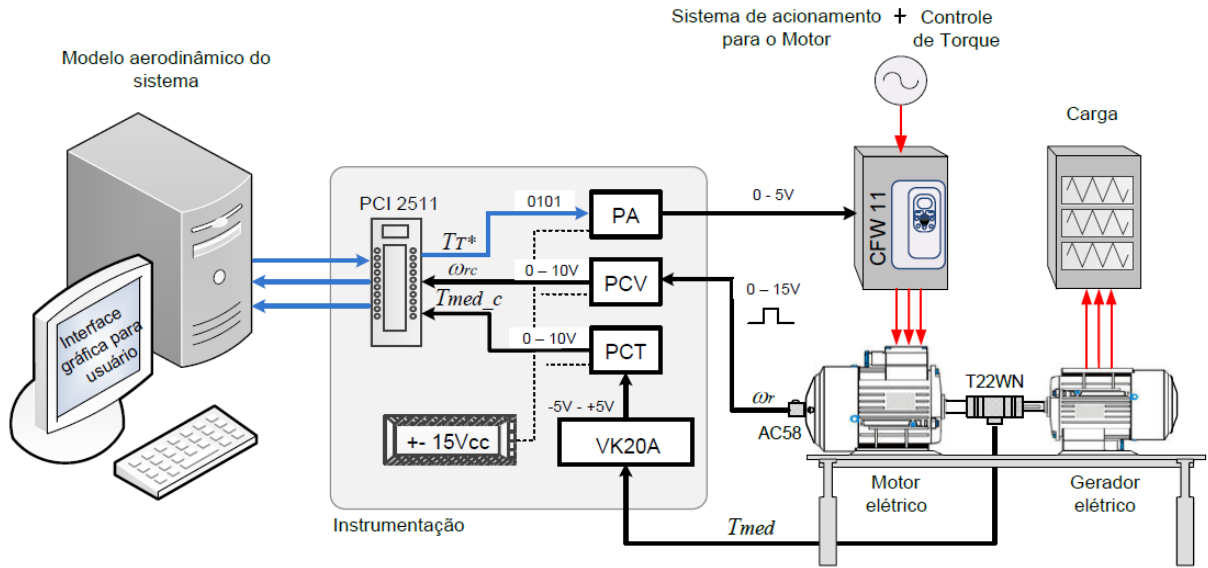 Sistema de acionamento + Controle
para o Motor de Torque
Modelo aerodinâmico do
sistema
Carga
PCI 2511
0101
PA
0 - 5V
CFW 11
TT*
ωrc
0 – 10V
PCV
0 – 15V
Tmed_c
0 – 10V
PCT
Interface
gráfica para
usuário
-5V - +5V
ωr
T22WN
AC58
+- 15Vcc
VK20A
Motor
elétrico
Gerador
elétrico
Instrumentação
Tmed